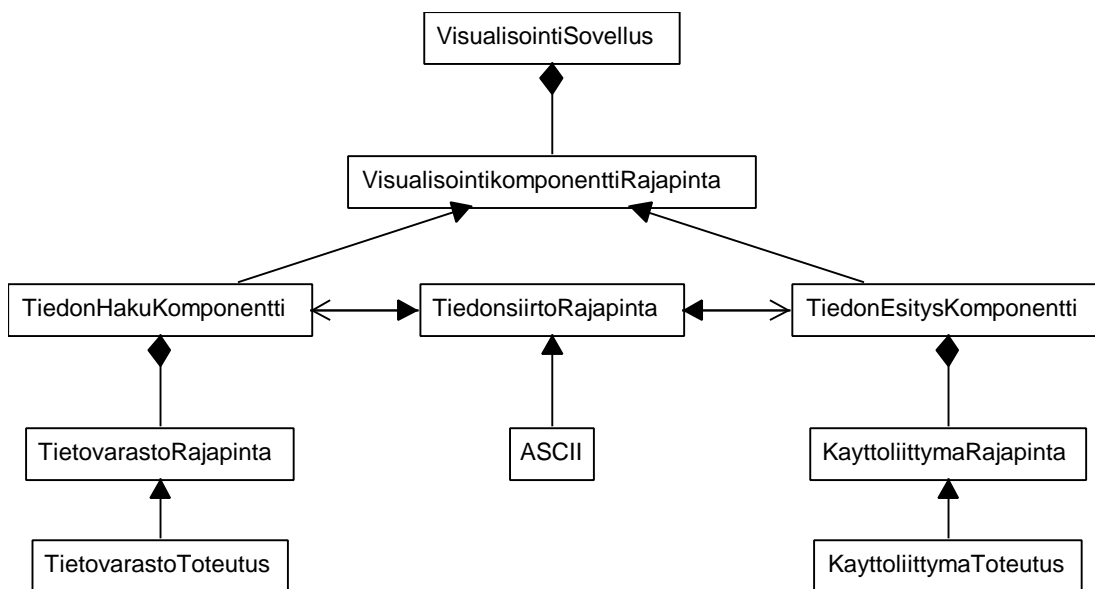 VisualisointiSovellus
VisualisointikomponenttiRajapinta
TiedonHakuKomponentti
TiedonsiirtoRajapinta
TiedonEsitysKomponentti
TietovarastoRajapinta
ASCII
KayttoliittymaRajapinta
TietovarastoToteutus
KayttoliittymaToteutus